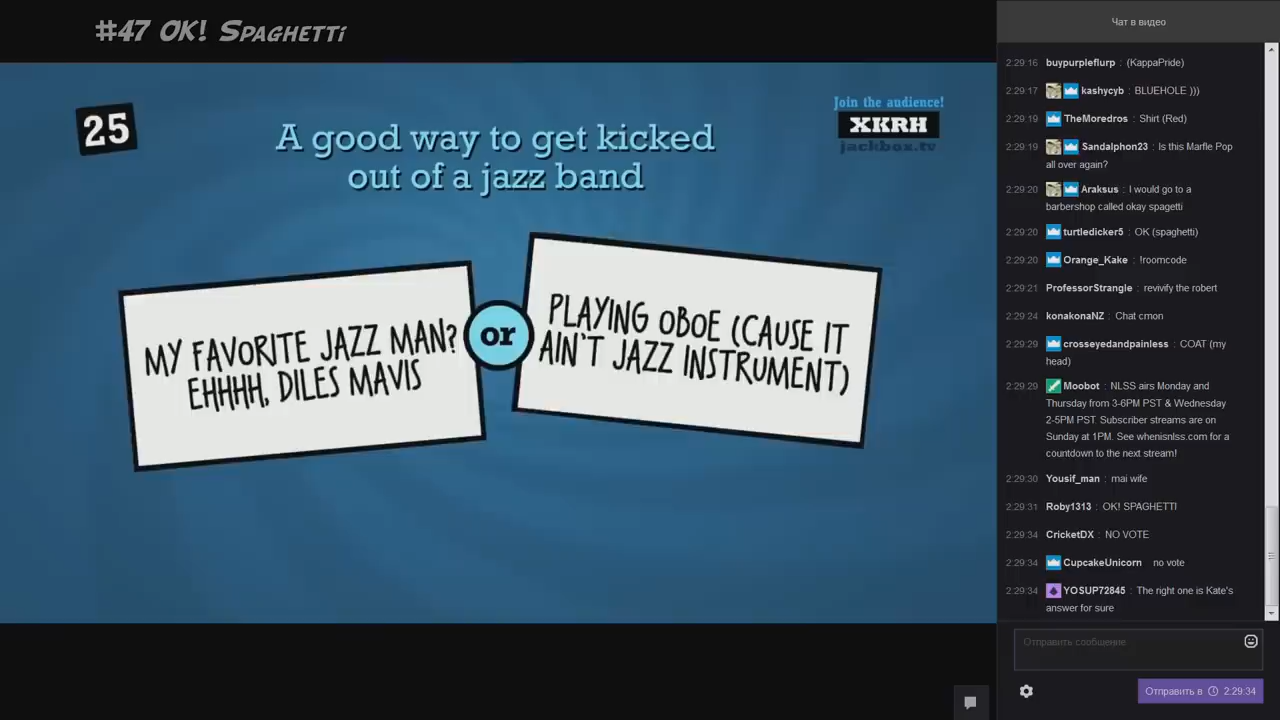 #47 OK! SPAGHETTI
25
A good way to get kicked
out of a jazz band
Join the audience!
XKRH
jackbox.tv
MY FAVORITE JAZZ MAN?
EHHHH, DILES MAVIS
or
PLAYING OBOE (CAUSE IT
AIN'T JAZZ INSTRUMENT)
Чат в видео
2:29:16 buypurpleflurp : (KappaPride)
2:29:17 kashycyb : BLUEHOLE )))
2:29:19 TheMoredros : Shirt (Red)
2:29:19 Sandalphon23 : Is this Marfle Pop
all over again?
2:29:20 Araksus : I would go to a
barbershop called okay spagetti
2:29:20 turtledicker5 : OK (spaghetti)
2:29:20 Orange_Kake : !roomcode
2:29:21 ProfessorStrangle : revivify the robert
2:29:24 konakonaNZ : Chat cmon
2:29:29 crosseyedandpainless : COAT (my
head)
2:29:29 Moobot : NLSS airs Monday and
Thursday from 3-6PM PST & Wednesday
2-5PM PST. Subscriber streams are on
Sunday at 1PM. See whenisnlss.com for a
countdown to the next stream!
2:29:30 Yousif_man : mai wife
2:29:31 Roby1313 : OK! SPAGHETTI
2:29:34 CricketDX : NO VOTE
2:29:34 CupcakeUnicorn no vote
2:29:34 YOSUP72845 : The right one is Kate's
answer for sure
Отправить сообщение
Отправить в 2:29:34